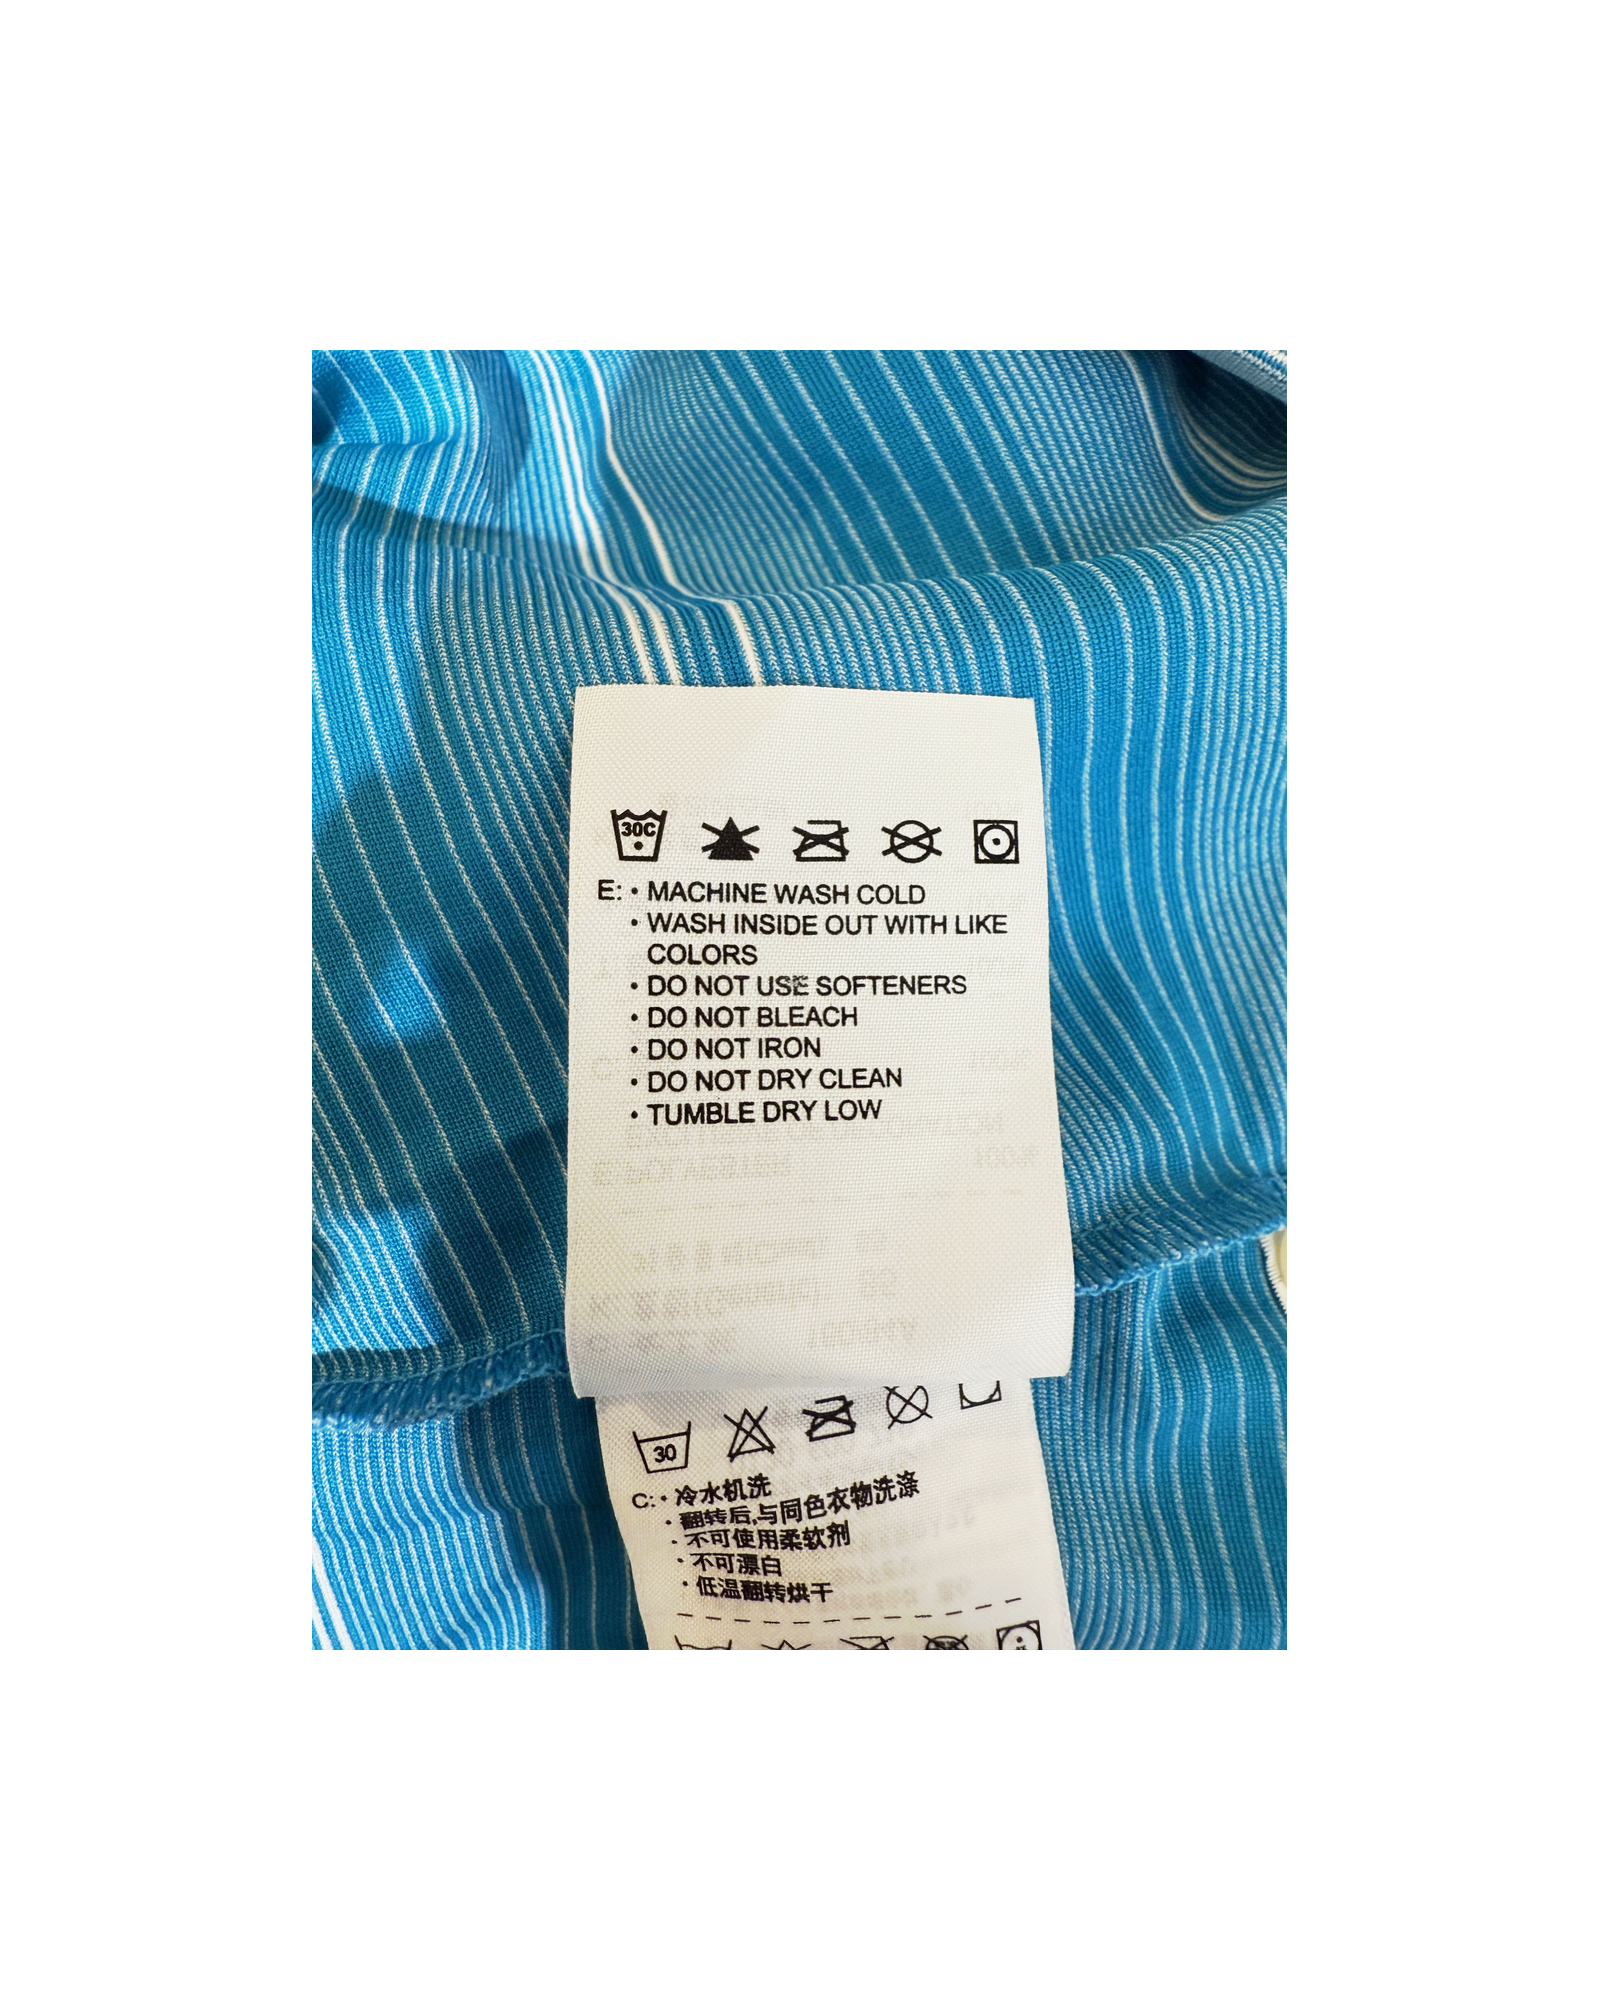 30C
E: • MACHINE WASH COLD
• WASH INSIDE OUT WITH LIKE
COLORS
• DO NOT USE SOFTENERS
• DO NOT BLEACH
• DO NOT IRON
• DO NOT DRY CLEAN
• TUMBLE DRY LOW
30
C: • 冷水机洗
• 翻转后,与同色衣物洗涤
• 不可使用柔软剂
• 不可漂白
• 低温翻转烘干